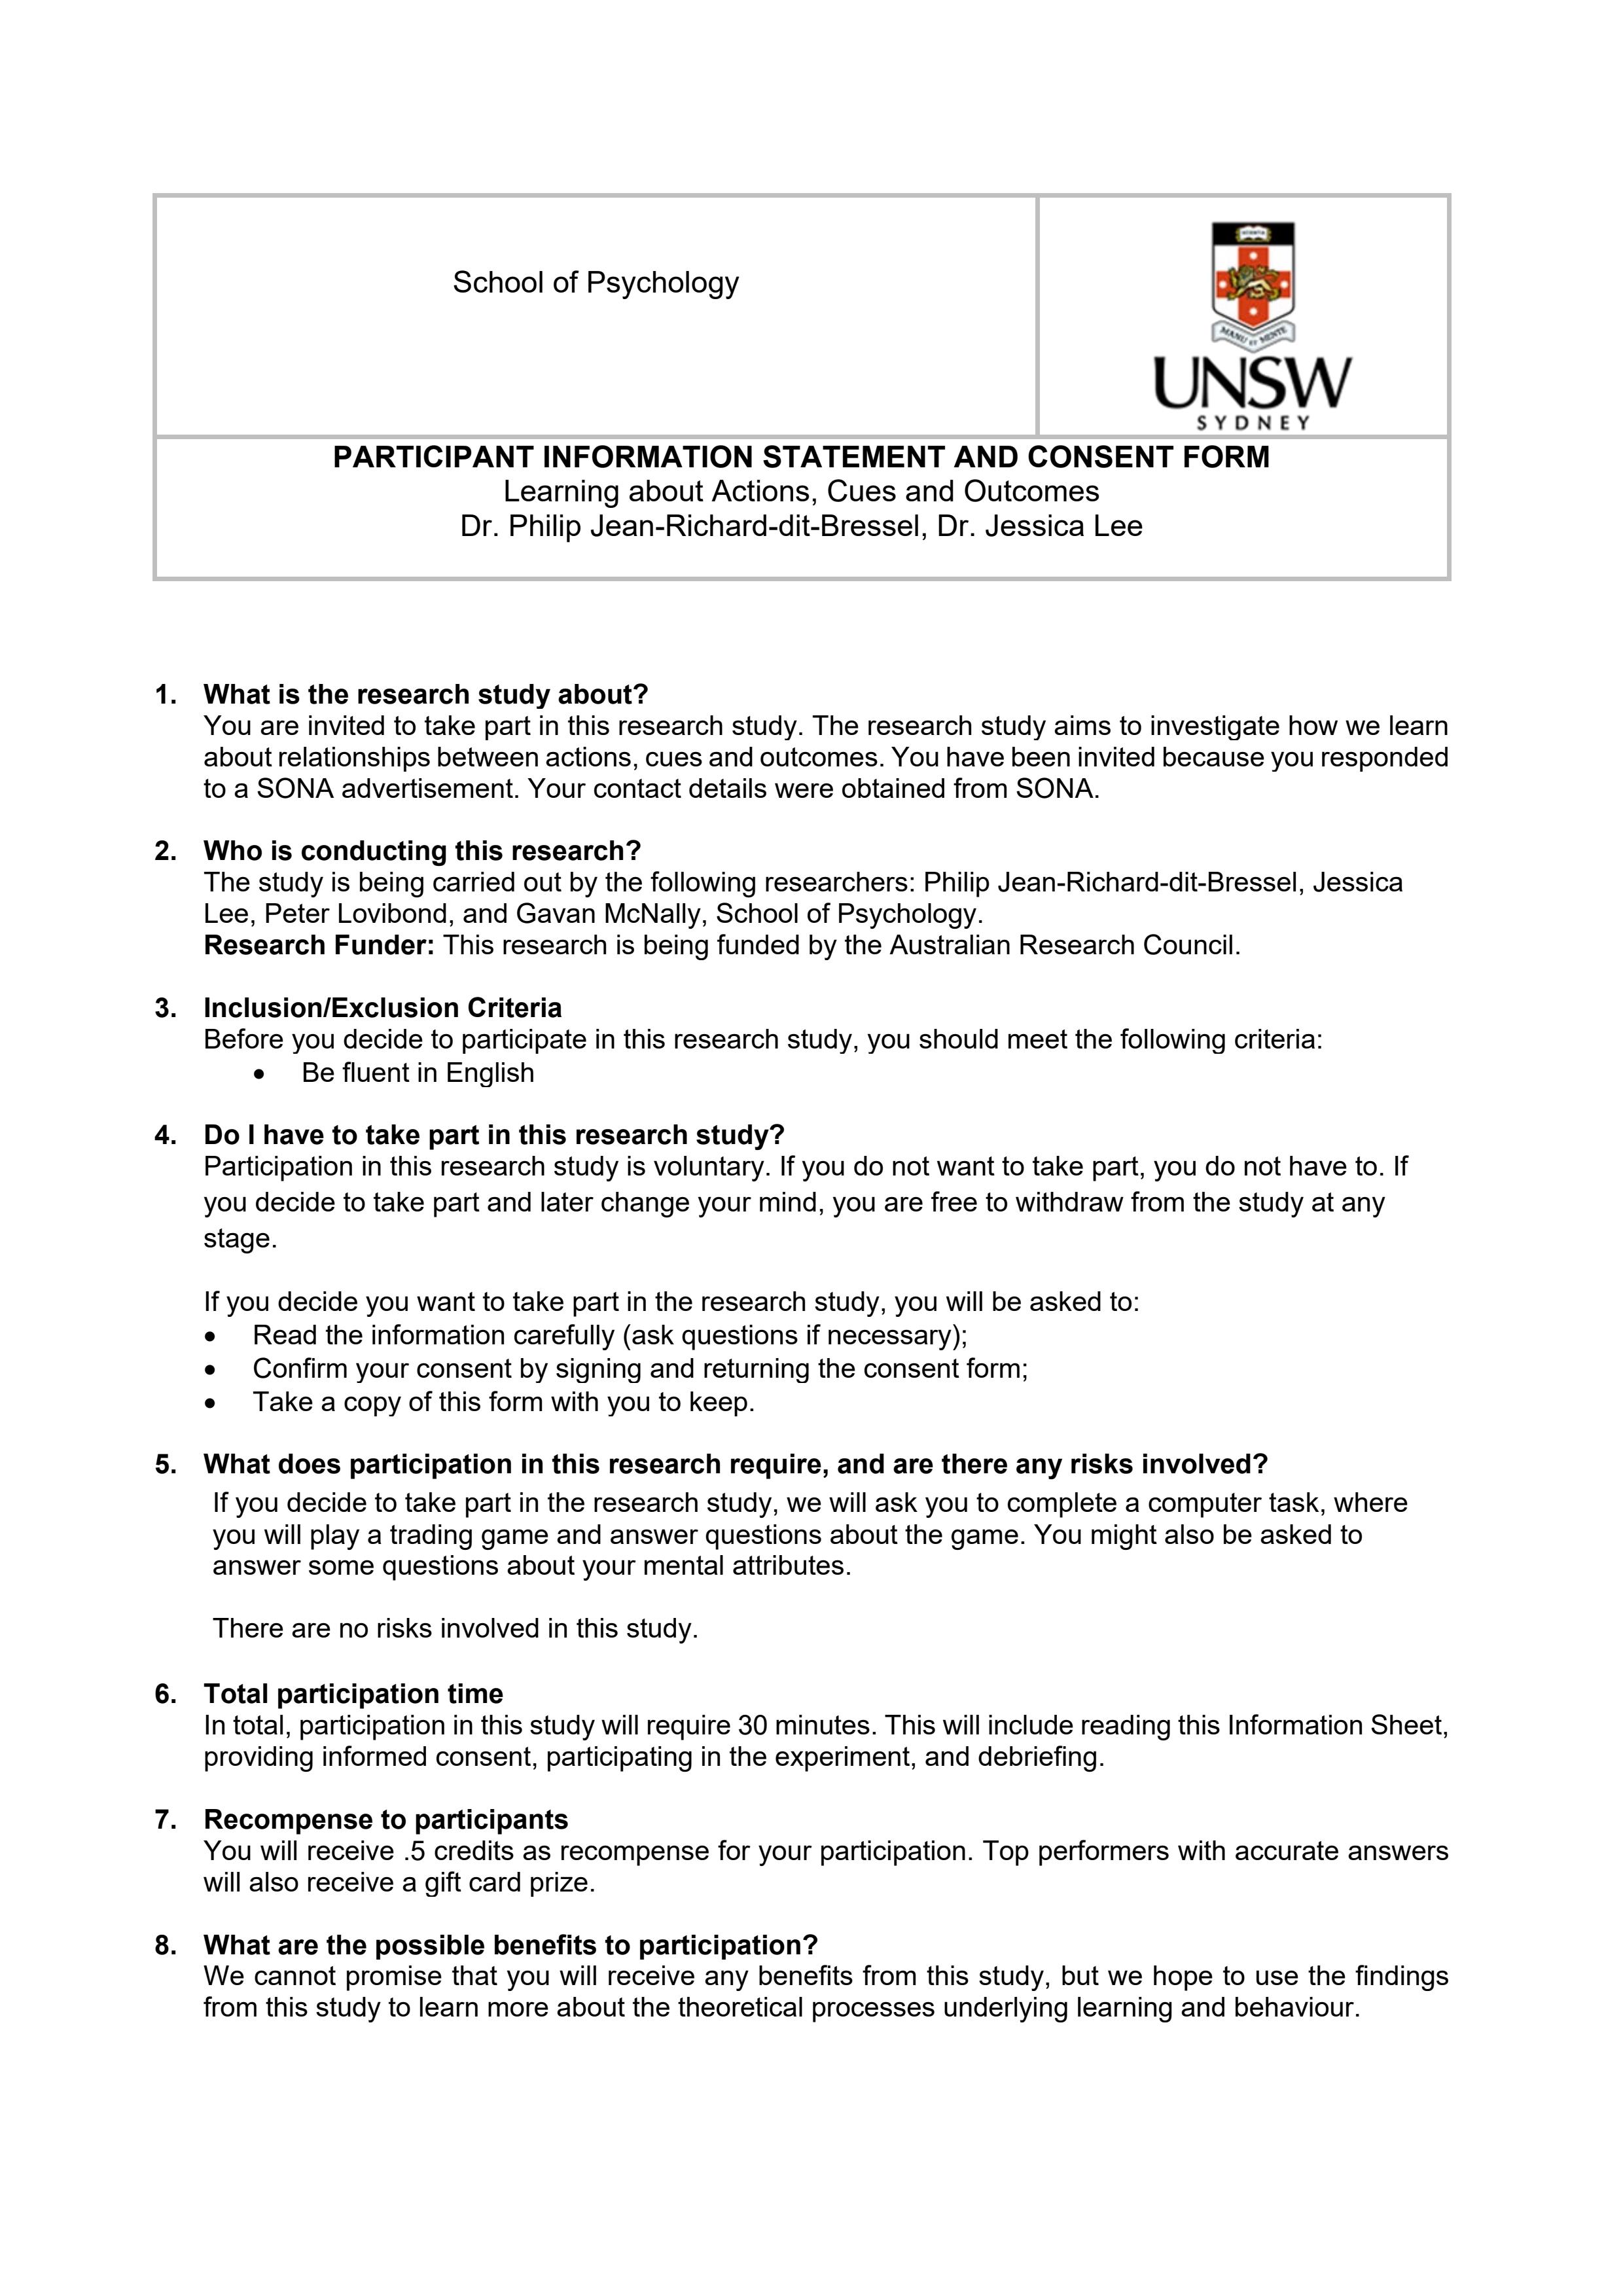 School of Psychology
MANU ET MENTE
UNSW
SYDNEY
PARTICIPANT INFORMATION STATEMENT AND CONSENT FORM
Learning about Actions, Cues and Outcomes
Dr. Philip Jean-Richard-dit-Bressel, Dr. Jessica Lee
1. What is the research study about?
You are invited to take part in this research study. The research study aims to investigate how we learn
about relationships between actions, cues and outcomes. You have been invited because you responded
to a SONA advertisement. Your contact details were obtained from SONA.
2. Who is conducting this research?
The study is being carried out by the following researchers: Philip Jean-Richard-dit-Bressel, Jessica
Lee, Peter Lovibond, and Gavan McNally, School of Psychology.
Research Funder: This research is being funded by the Australian Research Council.
3. Inclusion/Exclusion Criteria
Before you decide to participate in this research study, you should meet the following criteria:
• Be fluent in English
4. Do I have to take part in this research study?
Participation in this research study is voluntary. If you do not want to take part, you do not have to. If
you decide to take part and later change your mind, you are free to withdraw from the study at any
stage.
If you decide you want to take part in the research study, you will be asked to:
• Read the information carefully (ask questions if necessary);
• Confirm your consent by signing and returning the consent form;
• Take a copy of this form with you to keep.
5. What does participation in this research require, and are there any risks involved?
If you decide to take part in the research study, we will ask you to complete a computer task, where
you will play a trading game and answer questions about the game. You might also be asked to
answer some questions about your mental attributes.
There are no risks involved in this study.
6. Total participation time
In total, participation in this study will require 30 minutes. This will include reading this Information Sheet,
providing informed consent, participating in the experiment, and debriefing.
7. Recompense to participants
You will receive .5 credits as recompense for your participation. Top performers with accurate answers
will also receive a gift card prize.
8. What are the possible benefits to participation?
We cannot promise that you will receive any benefits from this study, but we hope to use the findings
from this study to learn more about the theoretical processes underlying learning and behaviour.